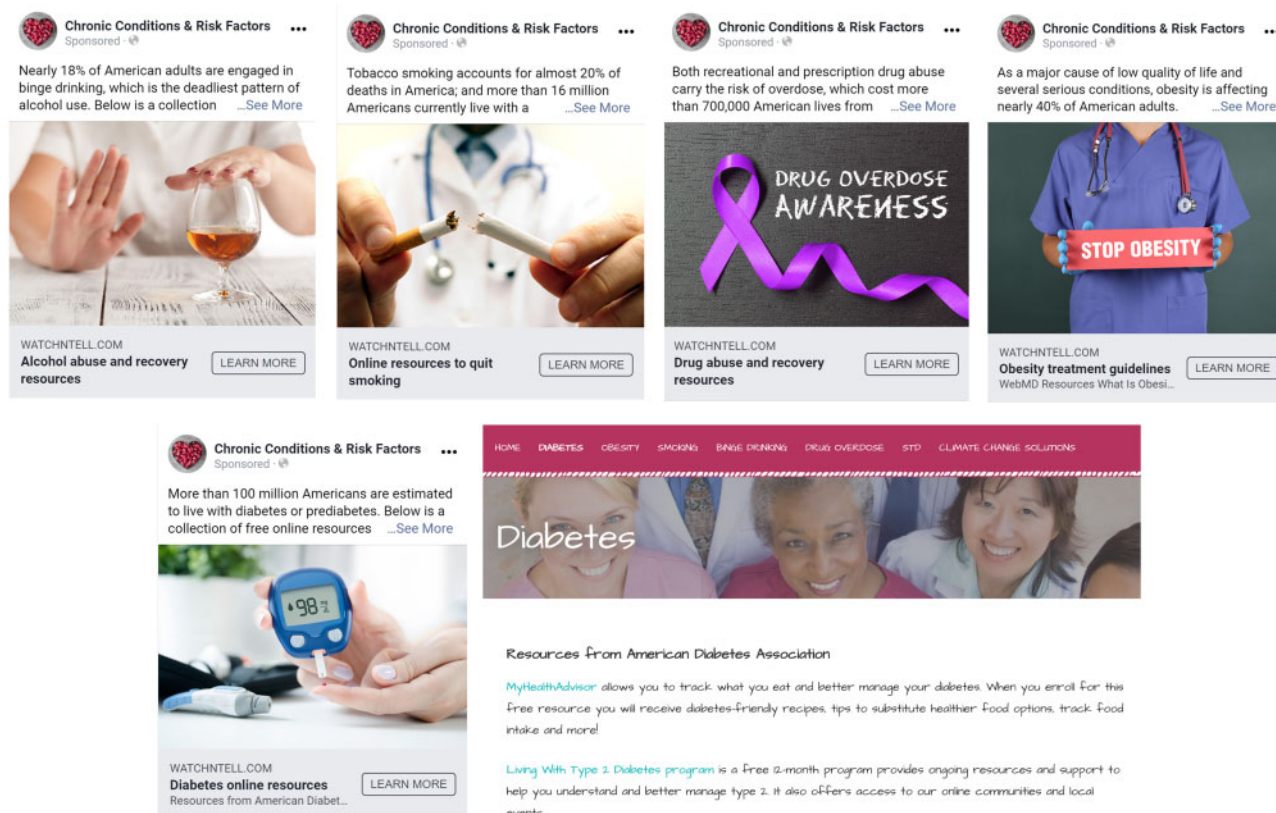 Chronic Conditions & Risk Factors
Sponsored ·
Nearly 18% of American adults are engaged in
binge drinking, which is the deadliest pattern of
alcohol use. Below is a collection ...See More
WATCHNTELL.COM
Alcohol abuse and recovery
resources
LEARN MORE
Chronic Conditions & Risk Factors
Sponsored ·
Tobacco smoking accounts for almost 20% of
deaths in America; and more than 16 million
Americans currently live with a ...See More
WATCHNTELL.COM
Online resources to quit
smoking
LEARN MORE
Chronic Conditions & Risk Factors
Sponsored ·
Both recreational and prescription drug abuse
carry the risk of overdose, which cost more
than 700,000 American lives from ...See More
DRUG OVERDOSE
AWARENESS
WATCHNTELL.COM
Drug abuse and recovery
resources
LEARN MORE
Chronic Conditions & Risk Factors
Sponsored ·
As a major cause of low quality of life and
several serious conditions, obesity is affecting
nearly 40% of American adults. ...See More
STOP OBESITY
WATCHNTELL.COM
Obesity treatment guidelines
WebMD Resources What Is Obesi...
LEARN MORE
Chronic Conditions & Risk Factors
Sponsored ·
More than 100 million Americans are estimated
to live with diabetes or prediabetes. Below is a
collection of free online resources ...See More
98
WATCHNTELL.COM
Diabetes online resources
Resources from American Diabet...
LEARN MORE
HOME DIABETES OBESITY SMOKING BINGE DRINKING DRUG OVERDOSE STD CLIMATE CHANGE SOLUTIONS
Diabetes
Resources from American Diabetes Association
MyHealthAdvisor allows you to track what you eat and better manage your diabetes. When you enroll for this
free resource you will receive diabetes-friendly recipes, tips to substitute healthier food options, track food
intake and more!
Living With Type 2 Diabetes program is a free 12-month program provides ongoing resources and support to
help you understand and better manage type 2. It also offers access to our online communities and local
events